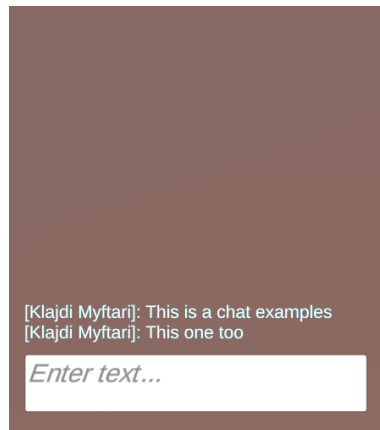 [Klajdi Myftari]: This is a chat examples
[Klajdi Myftari]: This one too
Enter text...